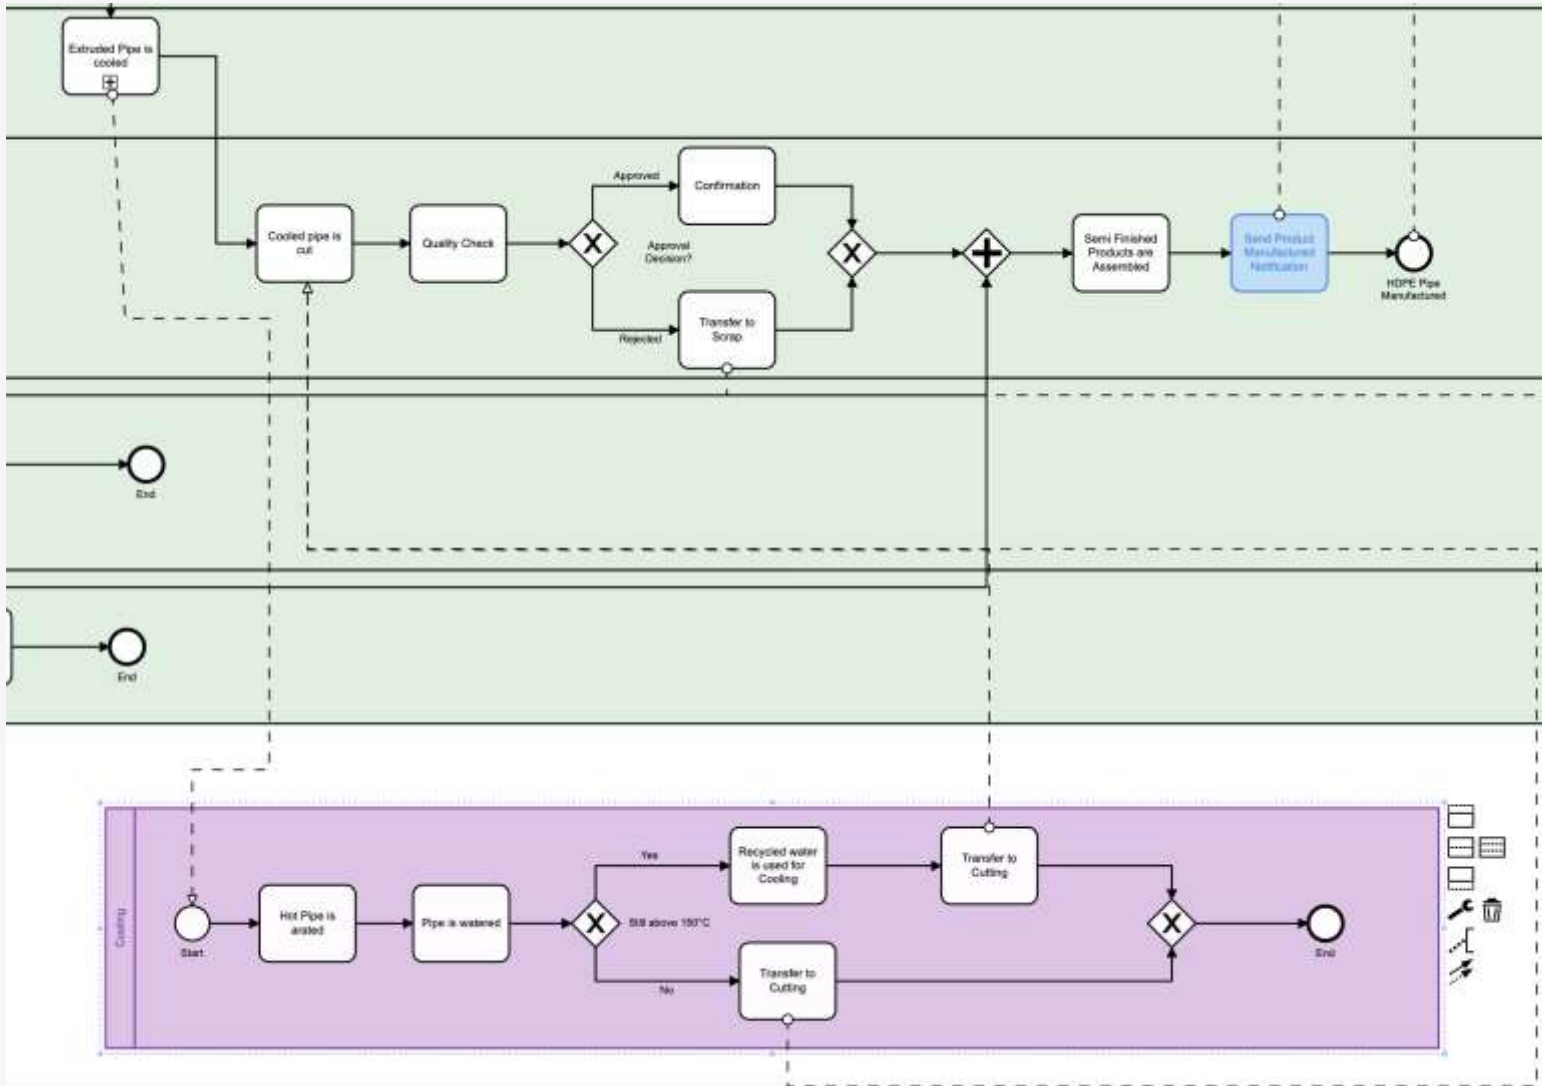 Extruded Pipe is
cooled
Cooled pipe is
cut
Quality Check
Approved
Confirmation
Approval
Decision?
Rejected
Transfer to
Scrap
Semi Finished
Products are
Assembled
Send Product
Manufactured
Notification
HDPE Pipe
Manufactured
End
End
Cooling
Start
Hot Pipe is
arated
Pipe is watered
Yes
Still above 180°C
No
Recycled water
is used for
Cooling
Transfer to
Cutting
Transfer to
Cutting
End